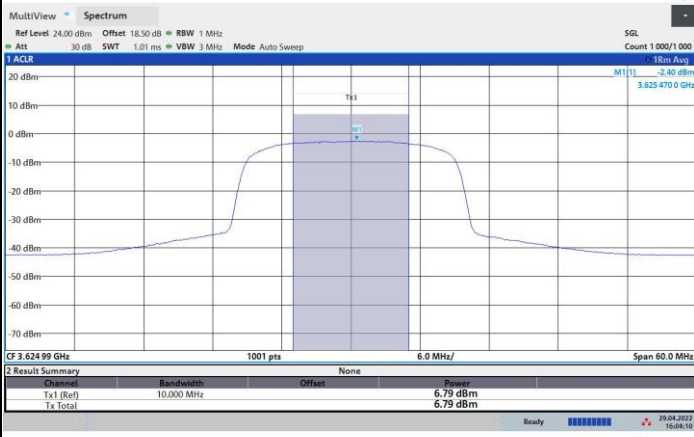 MultiView Spectrum
Ref Level 24.00 dBm Offset 18.50 dB RBW 1 MHz SGL
Att 30 dB SWT 1.01 ms VBW 3 MHz Mode Auto Sweep Count 1 000/1 000
1 ACLR 1Rm Avg
M1[1] -2.40 dBm
3.625 470 0 GHz
20 dBm
Tx1
10 dBm
M1
0 dBm
-10 dBm
-20 dBm
-30 dBm
-40 dBm
-50 dBm
-60 dBm
-70 dBm
CF 3.624 99 GHz 1001 pts 6.0 MHz/ Span 60.0 MHz
2 Result Summary None
Channel Bandwidth Offset Power
Tx1 (Ref) 10.000 MHz 6.79 dBm
Tx Total 6.79 dBm
Ready 29.04.2022
16:04:10